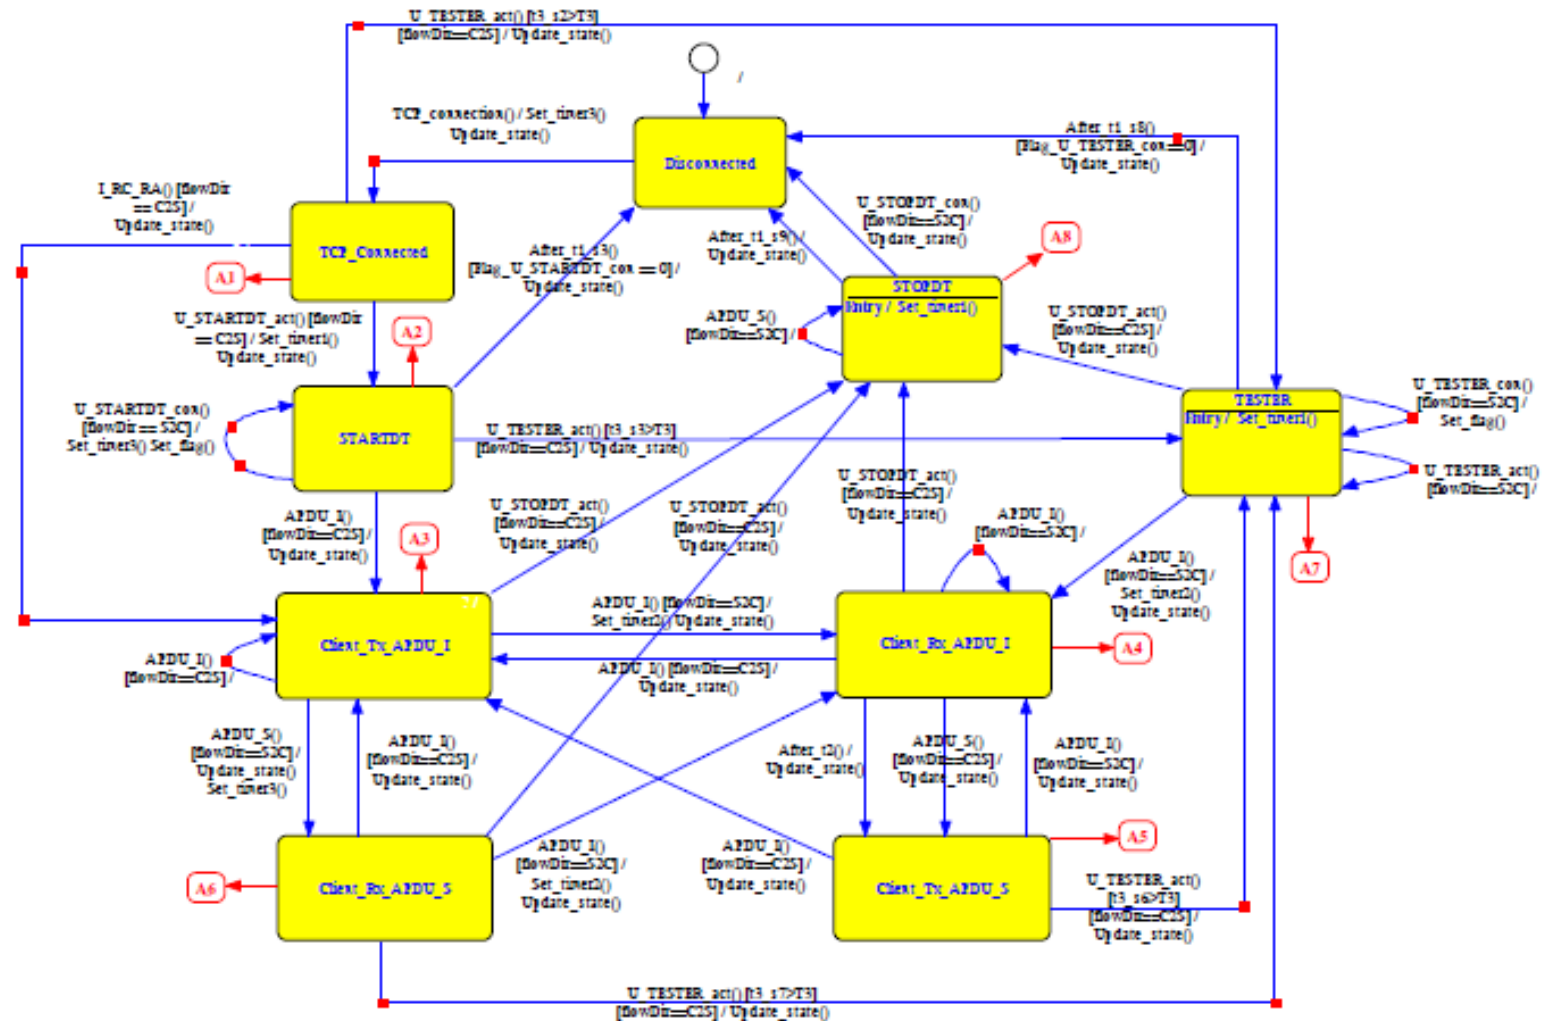 U_TESTER_act() [t3_s2>T3]
[flowDir==C2S] / Update_state()
/
TCP_connection() / Set_timer3()
Update_state()
Disconnected
After_t1_s8()
[Flag_U_TESTER_con==0] /
Update_state()
I_RC_RA() [flowDir
== C2S] /
Update_state()
TCP_Connected
A1
After_t1_s3()
[Flag_U_STARTDT_con == 0] /
Update_state()
After_t1_s9() /
Update_state()
U_STOPDT_con()
[flowDir==S2C] /
Update_state()
A8
STOPDT
Entry / Set_timer1()
APDU_S()
[flowDir==S2C] /
U_STOPDT_act()
[flowDir==C2S] /
Update_state()
U_STARTDT_act() [flowDir
== C2S] / Set_timer1()
Update_state()
A2
U_STARTDT_con()
[flowDir == S2C] /
Set_timer3() Set_flag()
STARTDT
U_TESTER_act() [t3_s3>T3]
[flowDir==C2S] / Update_state()
TESTER
Entry / Set_timer1()
U_TESTER_con()
[flowDir==S2C] /
Set_flag()
U_TESTER_act()
[flowDir==S2C] /
APDU_I()
[flowDir==C2S] /
Update_state()
A3
U_STOPDT_act()
[flowDir==C2S] /
Update_state()
U_STOPDT_act()
[flowDir==C2S] /
Update_state()
U_STOPDT_act()
[flowDir==C2S] /
Update_state()
APDU_I()
[flowDir==S2C] /
A7
APDU_I()
[flowDir==S2C] /
Set_timer2()
Update_state()
Client_Tx_APDU_I
APDU_I() [flowDir==S2C] /
Set_timer2() Update_state()
Client_Rx_APDU_I
A4
APDU_I()
[flowDir==C2S] /
APDU_I() [flowDir==C2S] /
Update_state()
APDU_S()
[flowDir==S2C] /
Update_state()
Set_timer3()
APDU_I()
[flowDir==C2S] /
Update_state()
After_t2() /
Update_state()
APDU_S()
[flowDir==C2S] /
Update_state()
APDU_I()
[flowDir==S2C] /
Update_state()
A6
Client_Rx_APDU_S
APDU_I()
[flowDir==S2C] /
Set_timer2()
Update_state()
APDU_I()
[flowDir==C2S] /
Update_state()
Client_Tx_APDU_S
A5
U_TESTER_act()
[t3_s6>T3]
[flowDir==C2S] /
Update_state()
U_TESTER_act() [t3_s7>T3]
[flowDir==C2S] / Update_state()